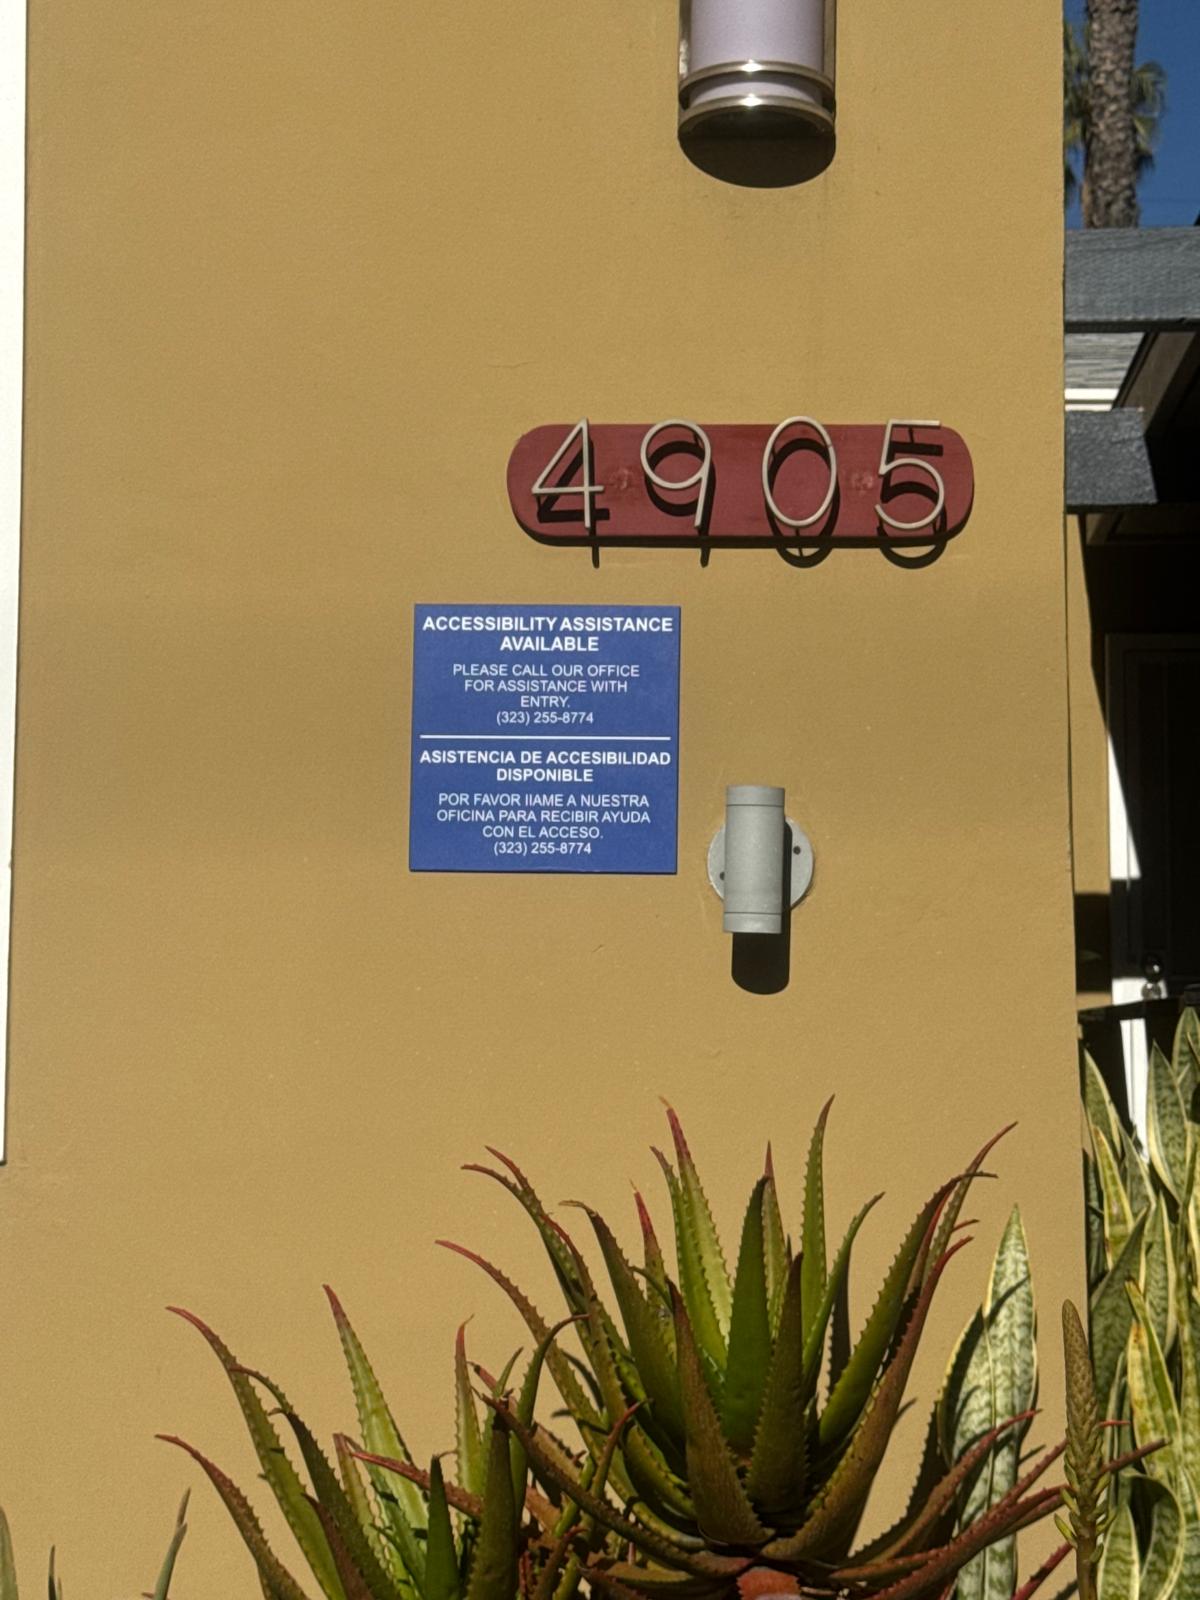 4905
ACCESSIBILITY ASSISTANCE
AVAILABLE
PLEASE CALL OUR OFFICE
FOR ASSISTANCE WITH
ENTRY.
(323) 255-8774
ASISTENCIA DE ACCESIBILIDAD
DISPONIBLE
POR FAVOR llAME A NUESTRA
OFICINA PARA RECIBIR AYUDA
CON EL ACCESO.
(323) 255-8774